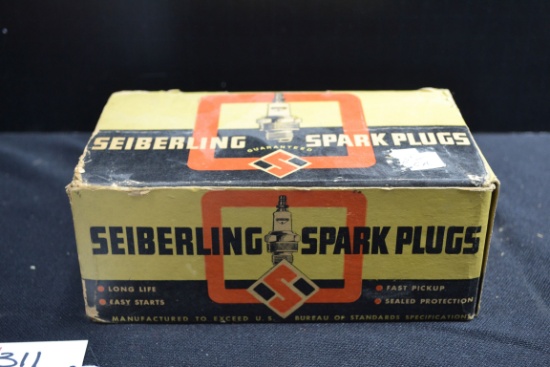 SEIBERLING SPARK PLUGS
GUARANTEED
S
SEIBERLING SPARK PLUGS
S
LONG LIFE
EASY STARTS
FAST PICKUP
SEALED PROTECTION
MANUFACTURED TO EXCEED U.S. BUREAU OF STANDARDS SPECIFICATIONS
311